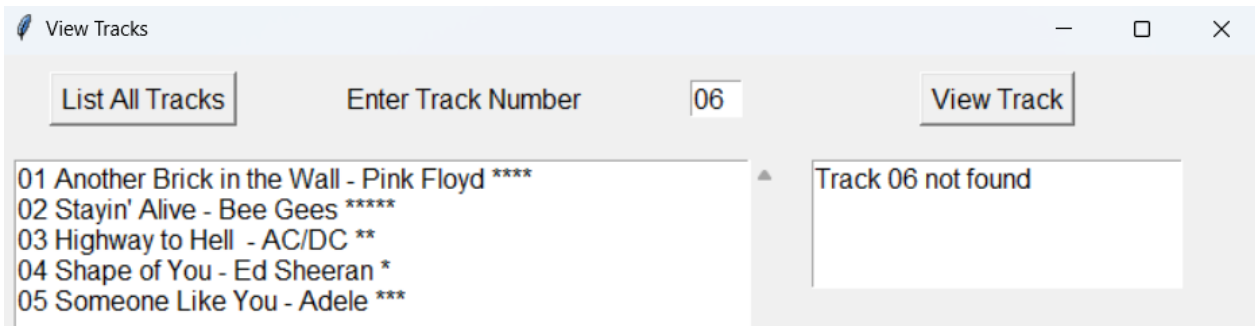 View Tracks
List All Tracks Enter Track Number 06 View Track
01 Another Brick in the Wall - Pink Floyd ****
02 Stayin' Alive - Bee Gees *****
03 Highway to Hell  - AC/DC **
04 Shape of You - Ed Sheeran *
05 Someone Like You - Adele ***
Track 06 not found